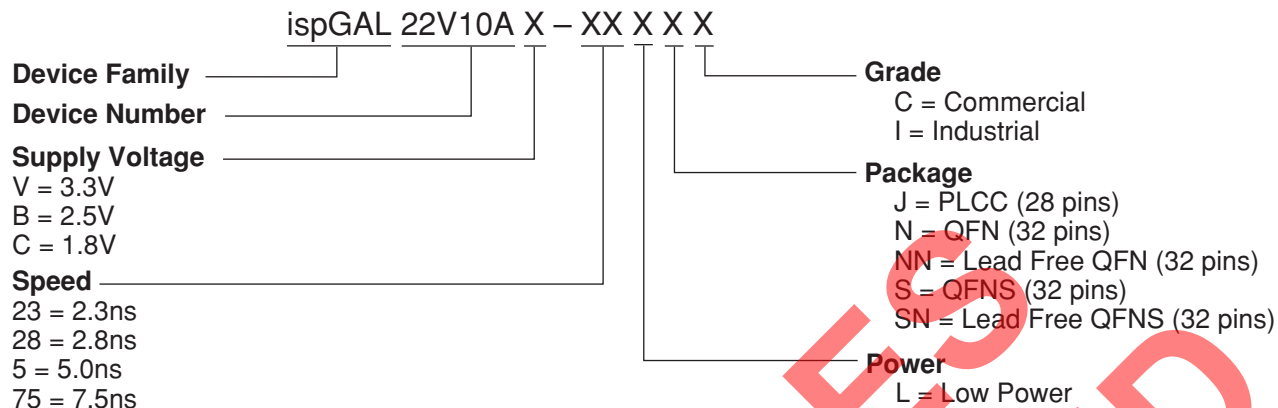 ispGAL 22V10A X – XX X X X
Device Family
Device Number
Supply Voltage
V = 3.3V
B = 2.5V
C = 1.8V
Speed
23 = 2.3ns
28 = 2.8ns
5 = 5.0ns
75 = 7.5ns
Grade
C = Commercial
I = Industrial
Package
J = PLCC (28 pins)
N = QFN (32 pins)
NN = Lead Free QFN (32 pins)
S = QFNS (32 pins)
SN = Lead Free QFNS (32 pins)
Power
L = Low Power